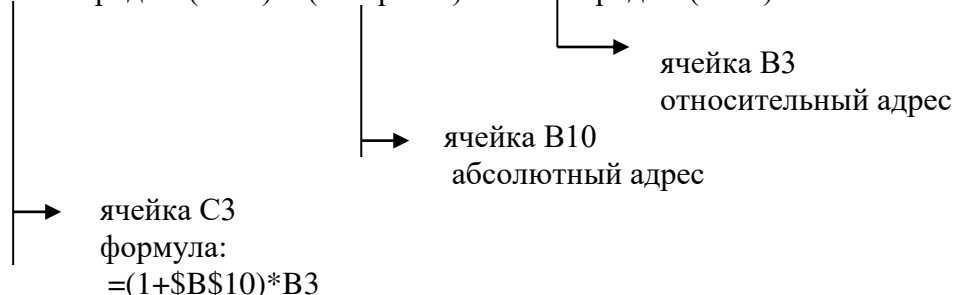 ячейка B3
относительный адрес
ячейка B10
абсолютный адрес
ячейка C3
формула:
=(1+$B$10)*B3